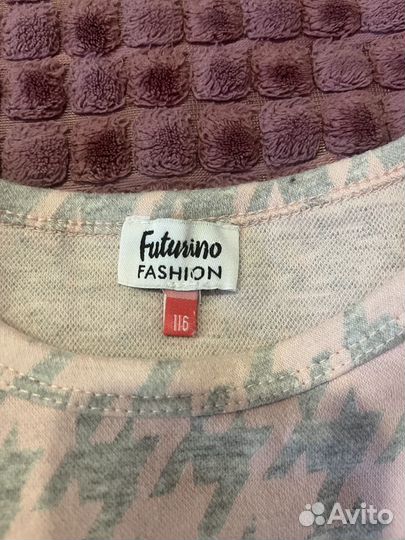 Futurino
FASHION
116
Avito